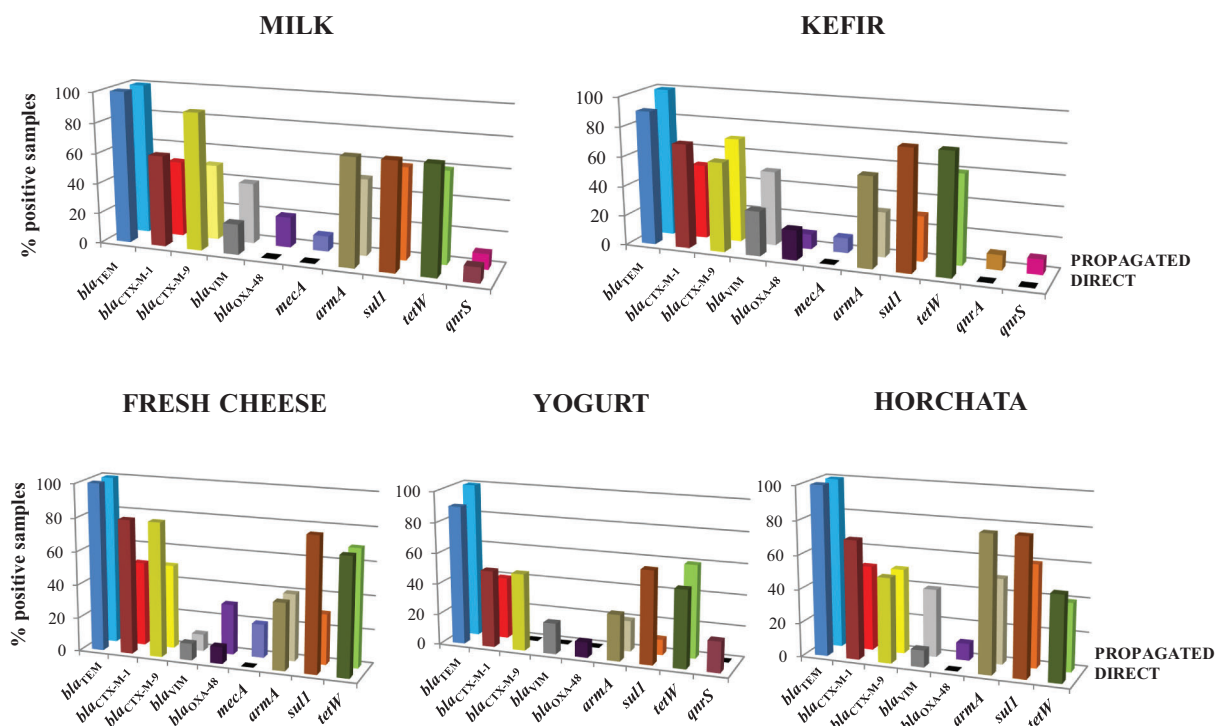 MILK
% positive samples
100
80
60
40
20
0
blaTEM
blaCTX-M-1
blaCTX-M-9
blaVIM
blaOXA-48
mecA
armA
sul1
tetW
qnrS
KEFIR
100
80
60
40
20
0
blaTEM
blaCTX-M-1
blaCTX-M-9
blaVIM
blaOXA-48
mecA
armA
sul1
tetW
qnrA
qnrS
PROPAGATED
DIRECT
FRESH CHEESE
% positive samples
100
80
60
40
20
0
blaTEM
blaCTX-M-1
blaCTX-M-9
blaVIM
blaOXA-48
mecA
armA
sul1
tetW
YOGURT
100
80
60
40
20
0
blaTEM
blaCTX-M-1
blaCTX-M-9
blaVIM
blaOXA-48
armA
sul1
tetW
qnrS
HORCHATA
100
80
60
40
20
0
blaTEM
blaCTX-M-1
blaCTX-M-9
blaVIM
blaOXA-48
armA
sul1
tetW
PROPAGATED
DIRECT